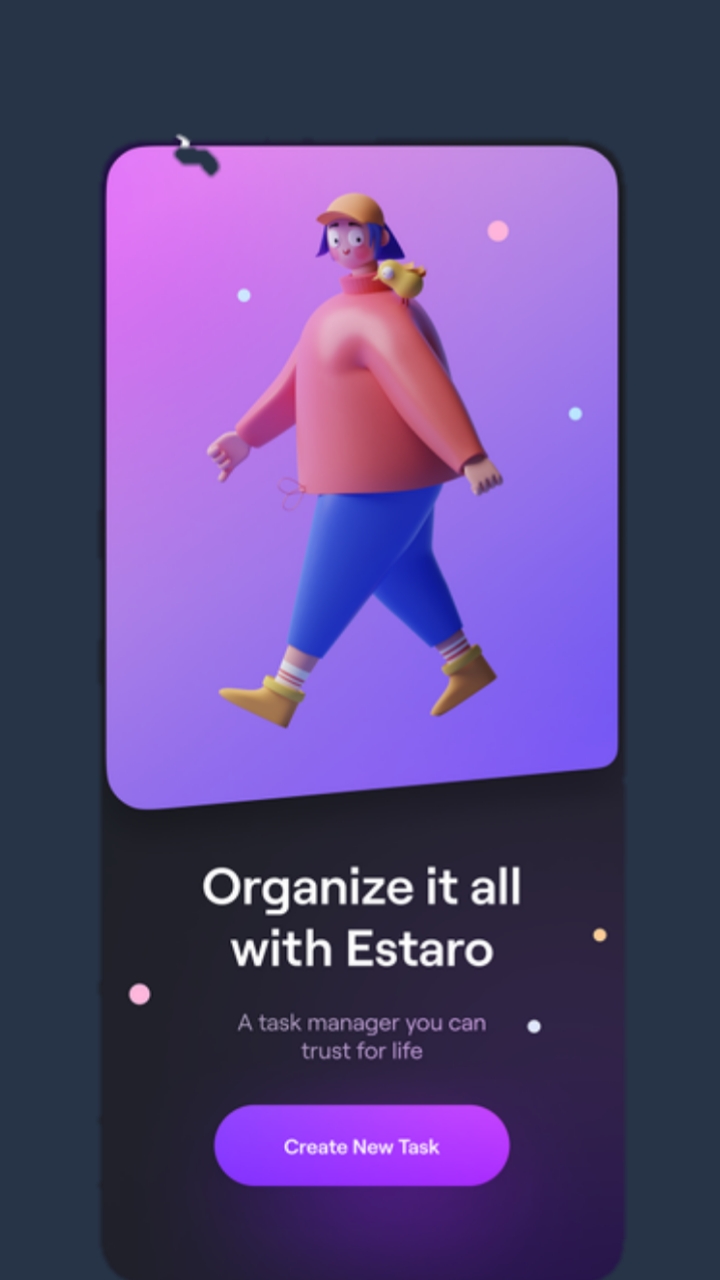 Organize it all
with Estaro
A task manager you can
trust for life
Create New Task